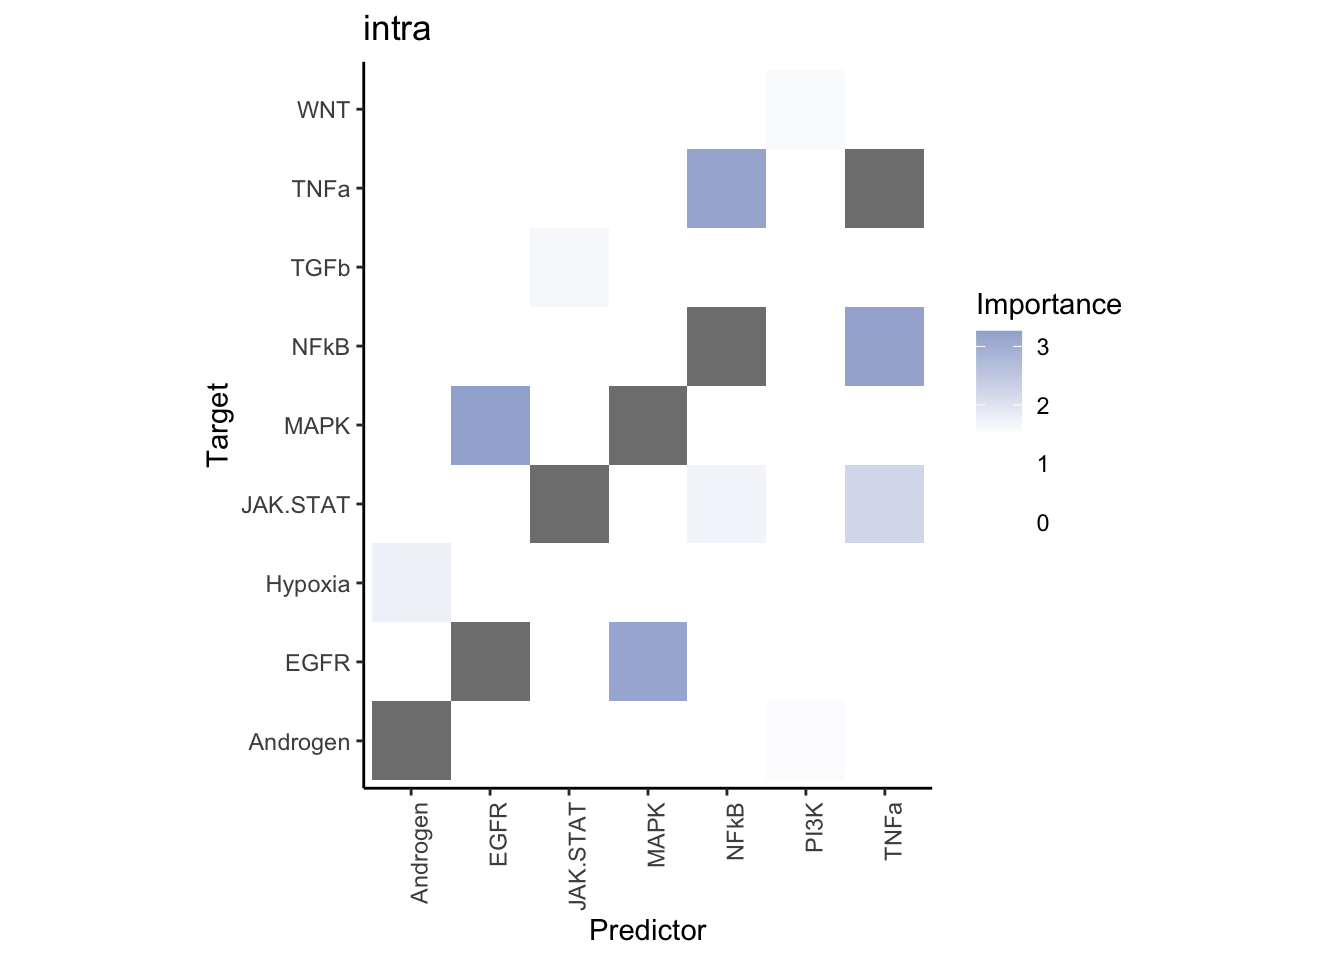 intra
WNT
TNFa
TGFb
NFkB
MAPK
JAK.STAT
Hypoxia
EGFR
Androgen
Target
Androgen
EGFR
JAK.STAT
MAPK
NFkB
PI3K
TNFa
Predictor
Importance
3
2
1
0